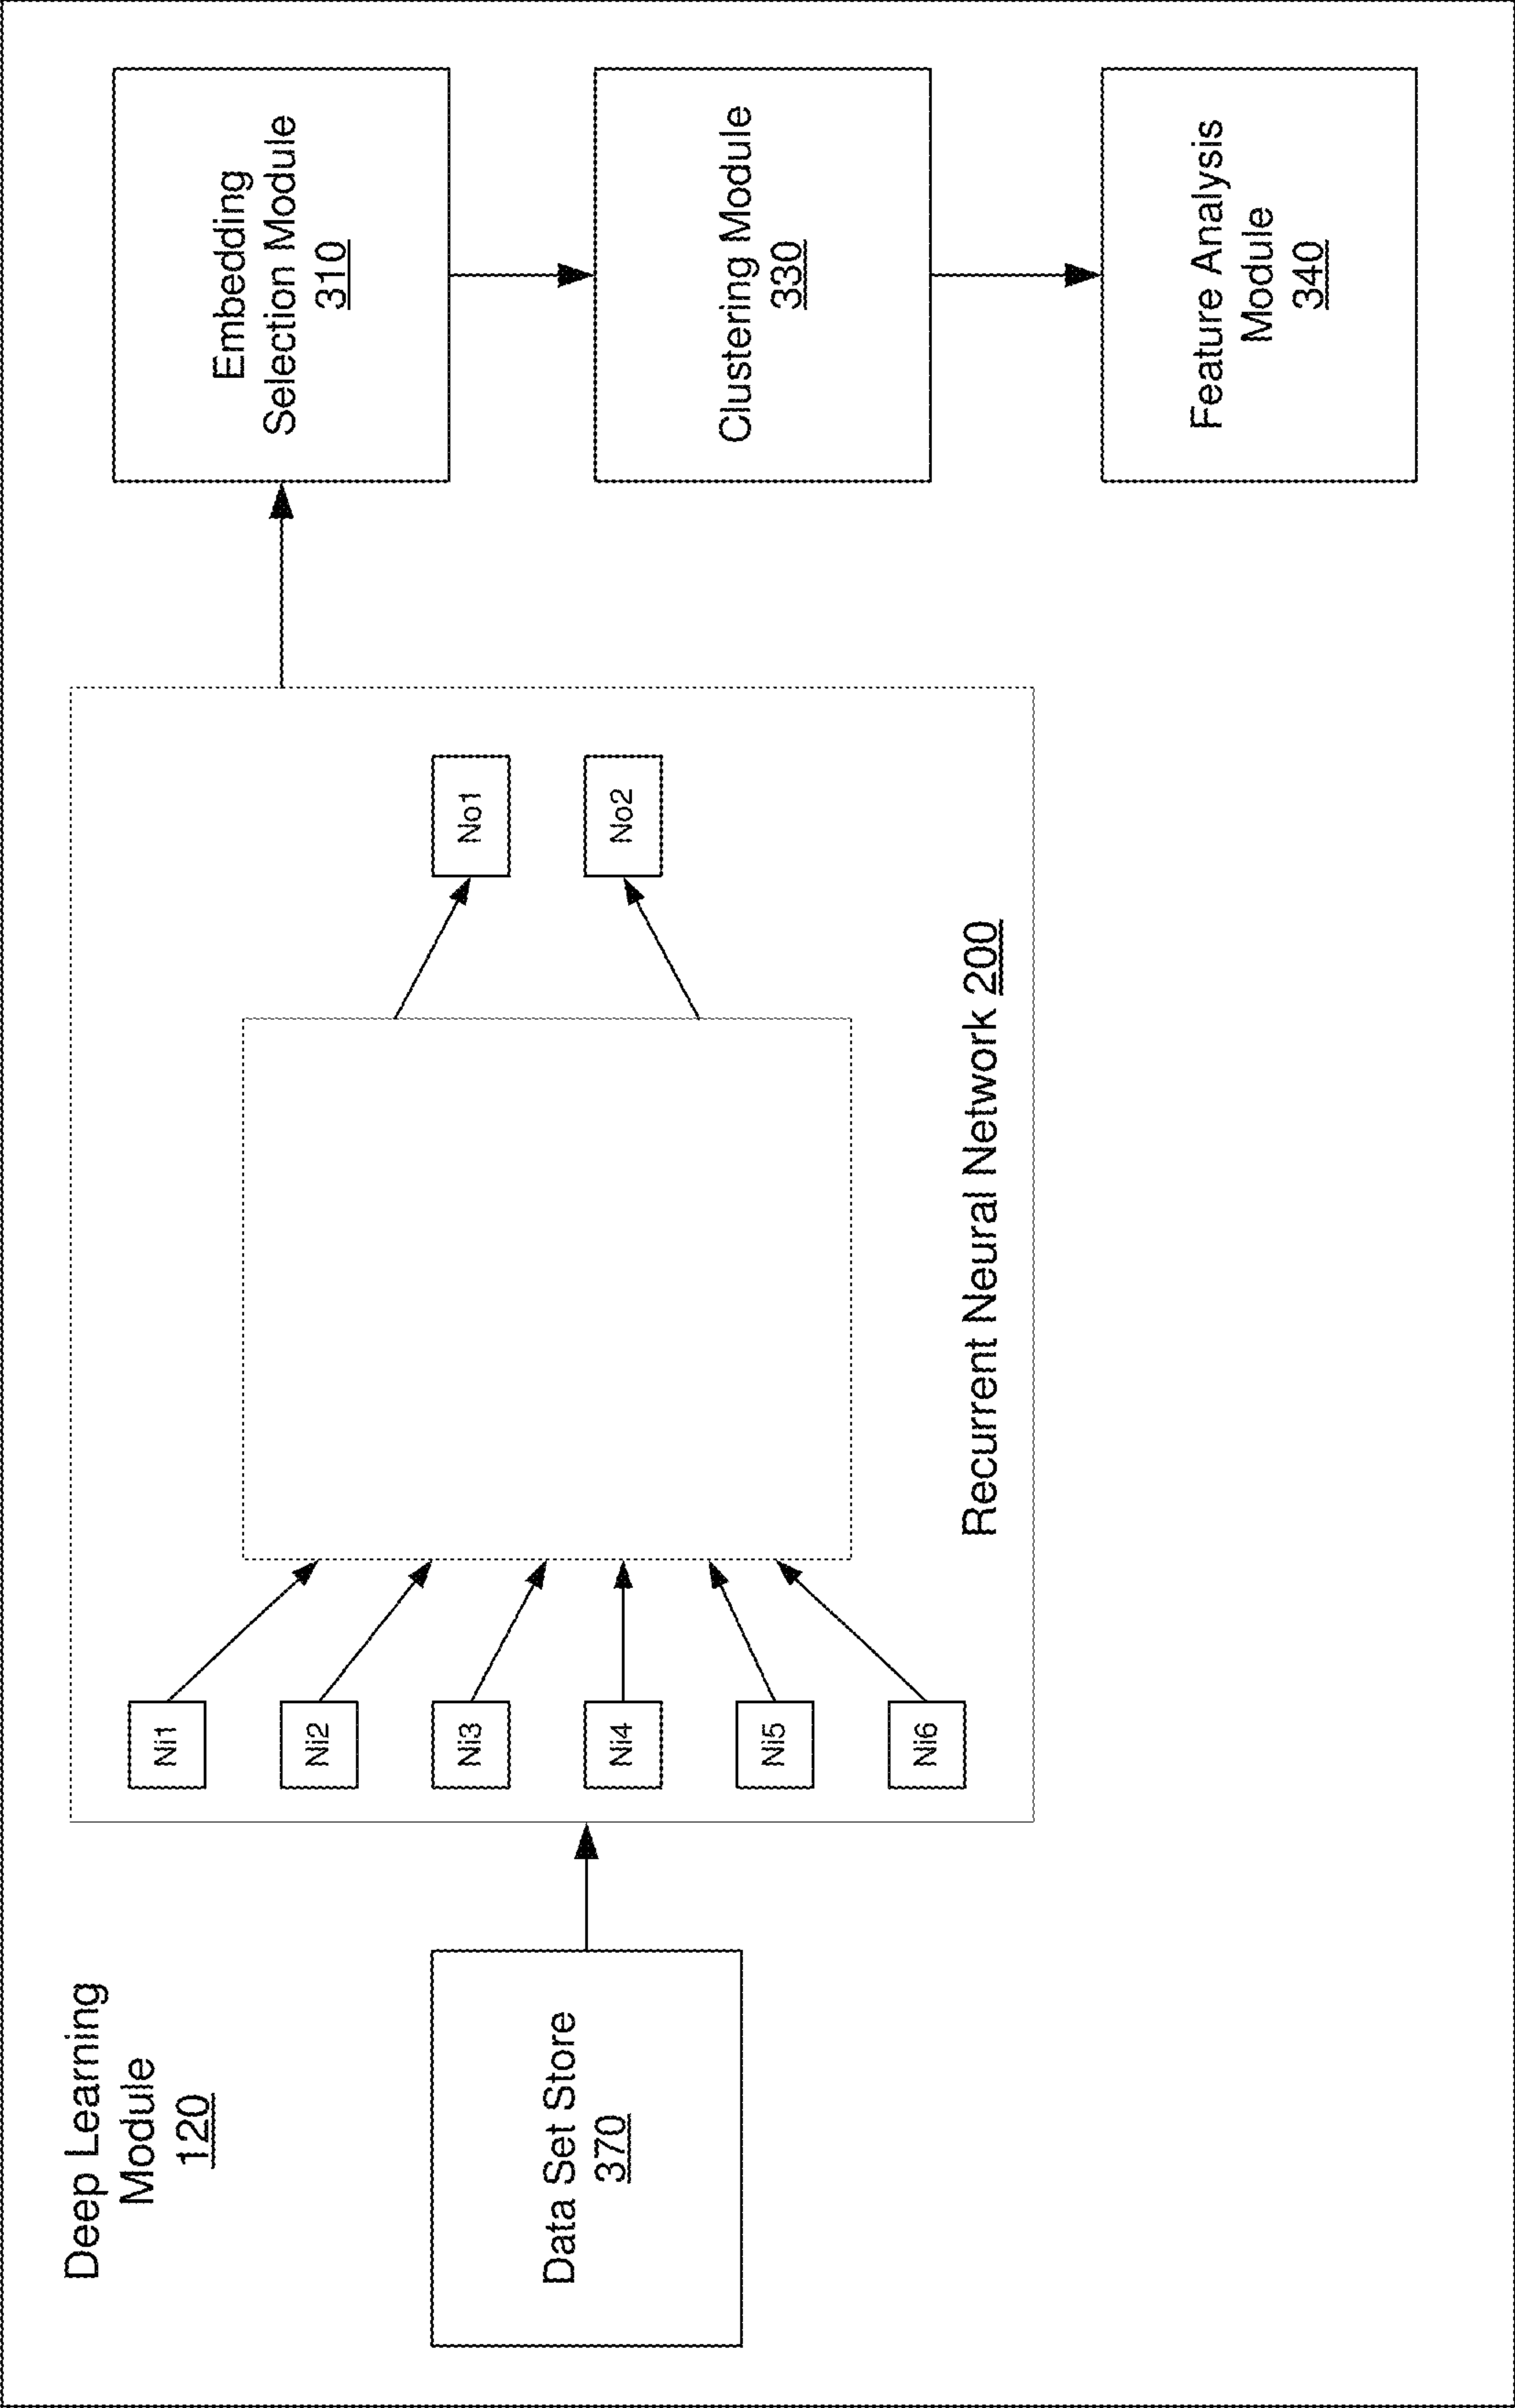 Deep Learning
Module
120
Data Set Store
370
Ni1
Ni2
Ni3
Ni4
Ni5
Ni6
No1
No2
Recurrent Neural Network 200
Embedding
Selection Module
310
Clustering Module
330
Feature Analysis
Module
340